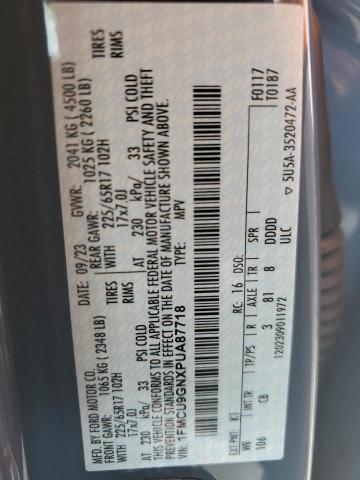 MFD. BY FORD MOTOR CO.
DATE: 09/23 GVWR: 2041 KG ( 4500 LB)
FRONT GAWR: 1065 KG ( 2348 LB) REAR GAWR: 1025 KG ( 2260 LB)
225/65R17 102H TIRES 225/65R17 102H TIRES
17x7.0J RIMS 17x7.0J RIMS
AT 230 kPa/ 33 PSI COLD AT 230 kPa/ 33 PSI COLD
THIS VEHICLE CONFORMS TO ALL APPLICABLE FEDERAL MOTOR VEHICLE SAFETY AND THEFT
PREVENTION STANDARDS IN EFFECT ON THE DATE OF MANUFACTURE SHOWN ABOVE.
VIN: 1FMCU9GNXPUA87718
TYPE: MPV
F0117
T0187
EXT PNT: K1 RC: 16 DSO:
WB TP/PS R AXLE TR SPR
106 CB 3 81 8 DDDD
ULC
1202309011972
5U5A-3520472-AA